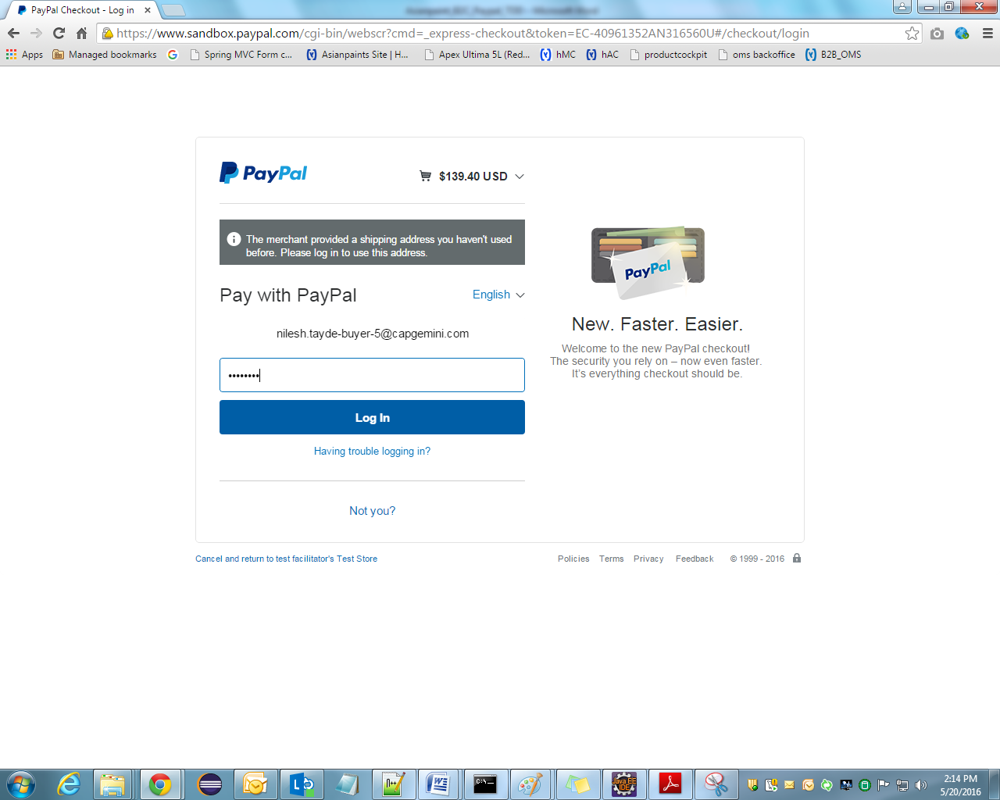 PayPal Checkout - Log in
https://www.sandbox.paypal.com/cgi-bin/webscr?cmd=_express-checkout&token=EC-40961352AN316560U#/checkout/login
Apps Managed bookmarks Spring MVC Form c... Asianpaints Site | H... Apex Ultima 5L (Red... hMC hAC productcockpit oms backoffice B2B_OMS
PayPal
$139.40 USD
The merchant provided a shipping address you haven't used
before. Please log in to use this address.
Pay with PayPal
English
nilesh.tayde-buyer-5@capgemini.com
Log In
Having trouble logging in?
Not you?
PayPal
New. Faster. Easier.
Welcome to the new PayPal checkout!
The security you rely on – now even faster.
It's everything checkout should be.
Cancel and return to test facilitator's Test Store
Policies Terms Privacy Feedback © 1999 - 2016
2:14 PM
5/20/2016